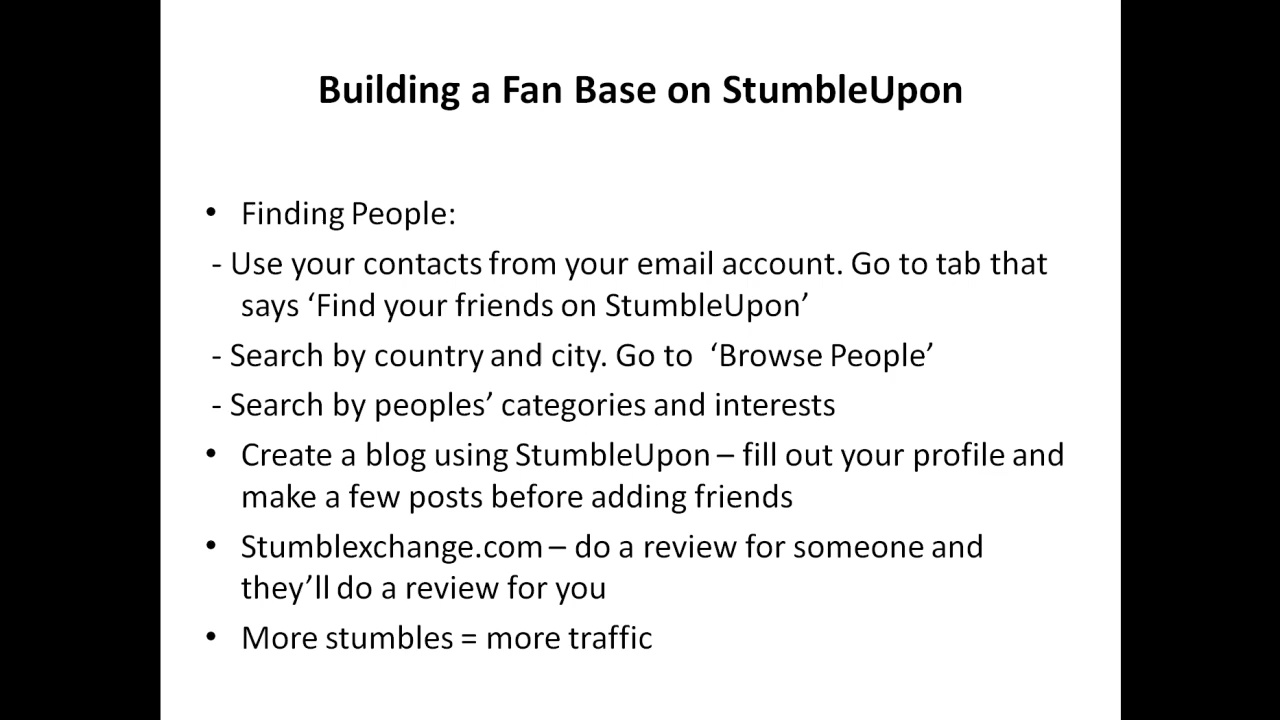 Building a Fan Base on StumbleUpon
• Finding People:
- Use your contacts from your email account. Go to tab that
says ‘Find your friends on StumbleUpon’
- Search by country and city. Go to ‘Browse People’
- Search by peoples’ categories and interests
• Create a blog using StumbleUpon – fill out your profile and
make a few posts before adding friends
• Stumblexchange.com – do a review for someone and
they’ll do a review for you
• More stumbles = more traffic